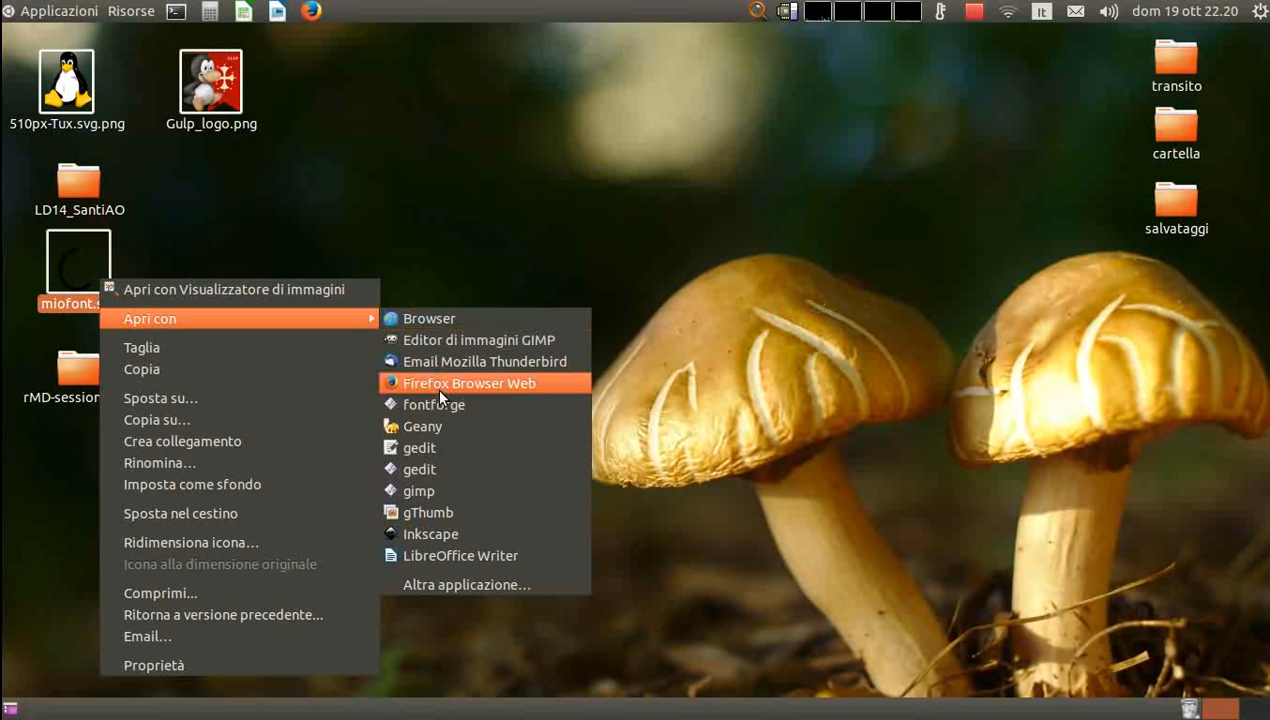 Applicazioni Risorse
It
dom 19 ott 22.20
510px-Tux.svg.png
Gulp_logo.png
transito
cartella
LD14_SantiAO
salvataggi
miofont.s
rMD-session
Apri con Visualizzatore di immagini
Apri con
Taglia
Copia
Sposta su...
Copia su...
Crea collegamento
Rinomina...
Imposta come sfondo
Sposta nel cestino
Ridimensiona icona...
Icona alla dimensione originale
Comprimi...
Ritorna a versione precedente...
Email...
Proprietà
Browser
Editor di immagini GIMP
Email Mozilla Thunderbird
Firefox Browser Web
fontforge
Geany
gedit
gedit
gimp
gThumb
Inkscape
LibreOffice Writer
Altra applicazione...